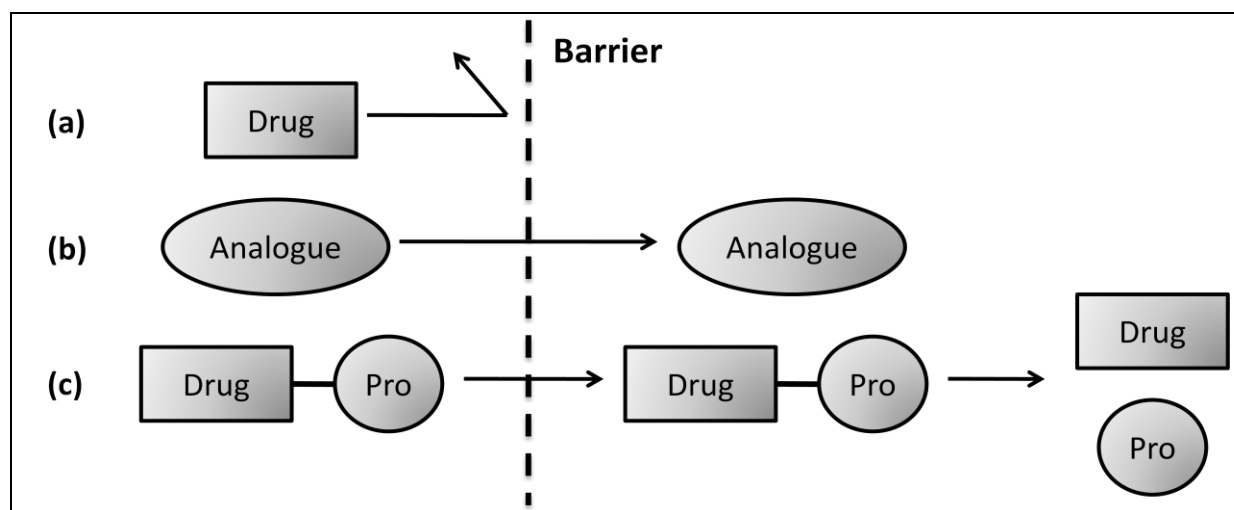 Barrier
(a) Drug
(b) Analogue Analogue
Drug
(c) Drug Pro Drug Pro
Pro